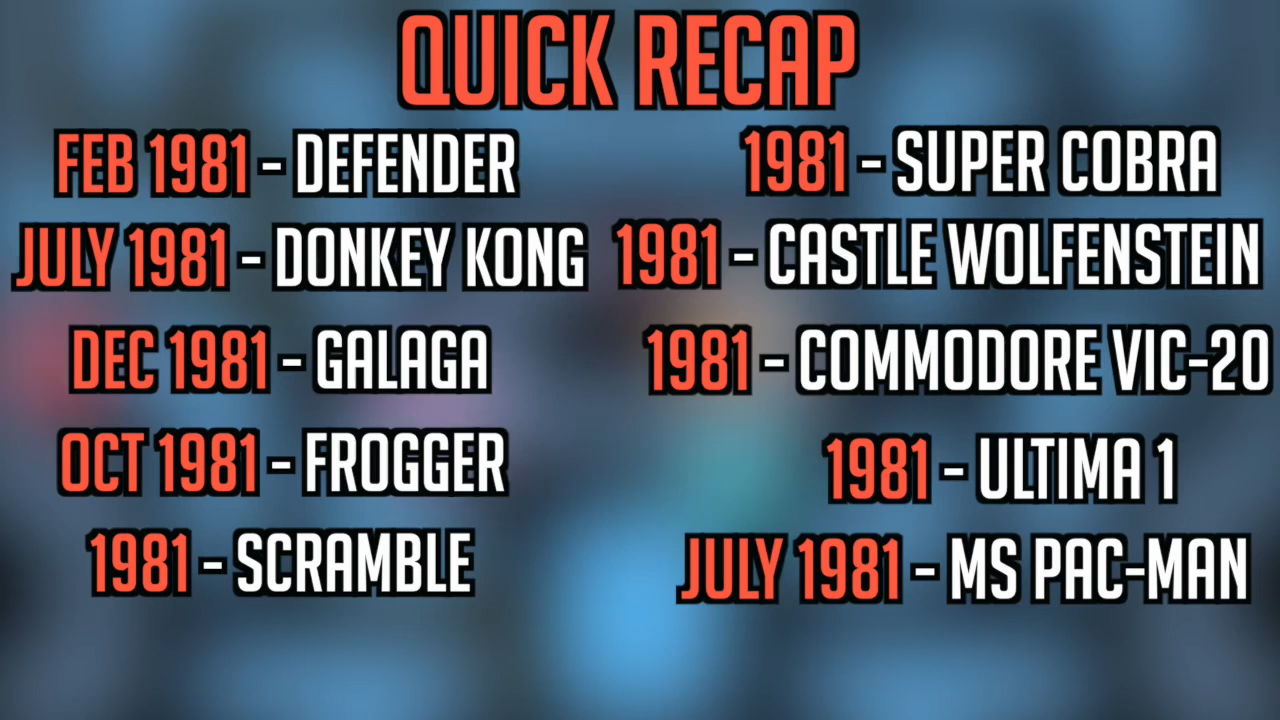 QUICK RECAP
FEB 1981 - DEFENDER
JULY 1981 - DONKEY KONG
DEC 1981 - GALAGA
OCT 1981 - FROGGER
1981 - SCRAMBLE
1981 - SUPER COBRA
1981 - CASTLE WOLFENSTEIN
1981 - COMMODORE VIC-20
1981 - ULTIMA 1
JULY 1981 - MS PAC-MAN